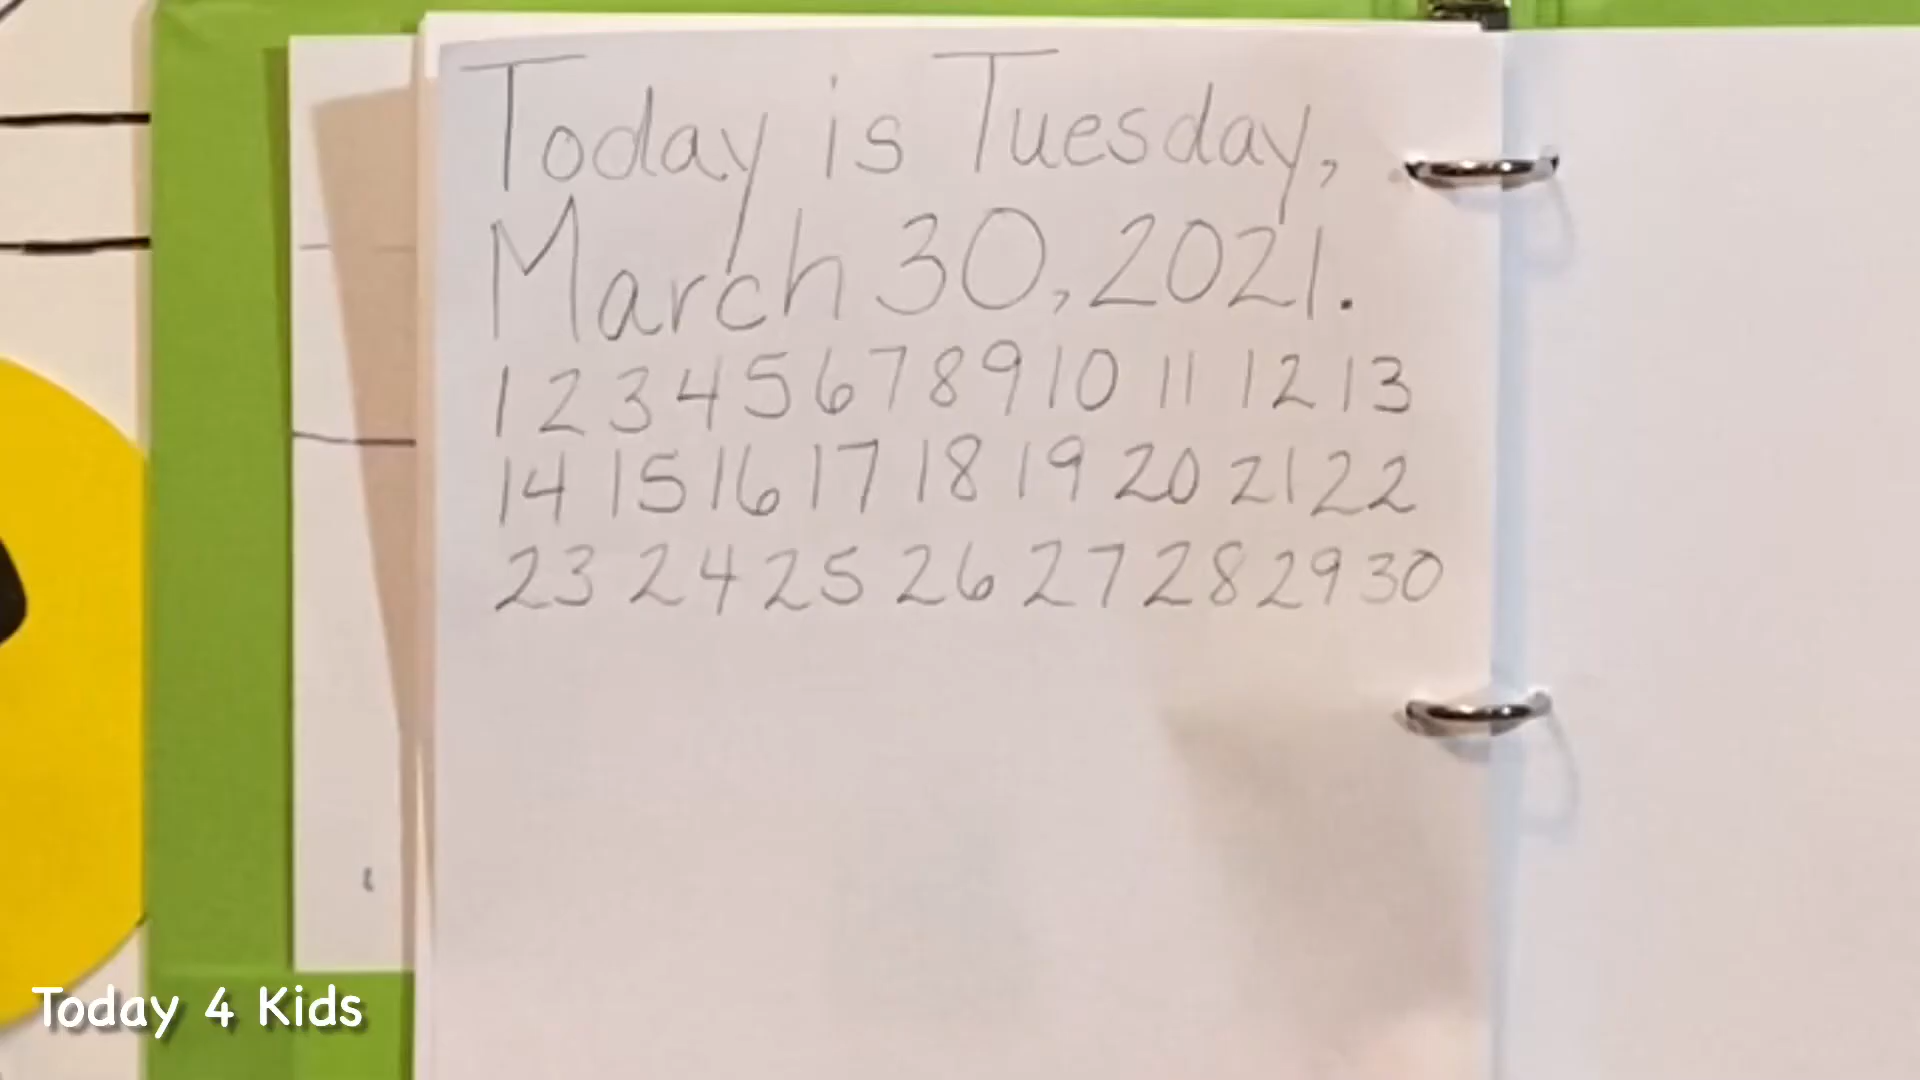 Today is Tuesday,
March 30, 2021.
1 2 3 4 5 6 7 8 9 10 11 12 13
14 15 16 17 18 19 20 21 22
23 24 25 26 27 28 29 30
Today 4 Kids